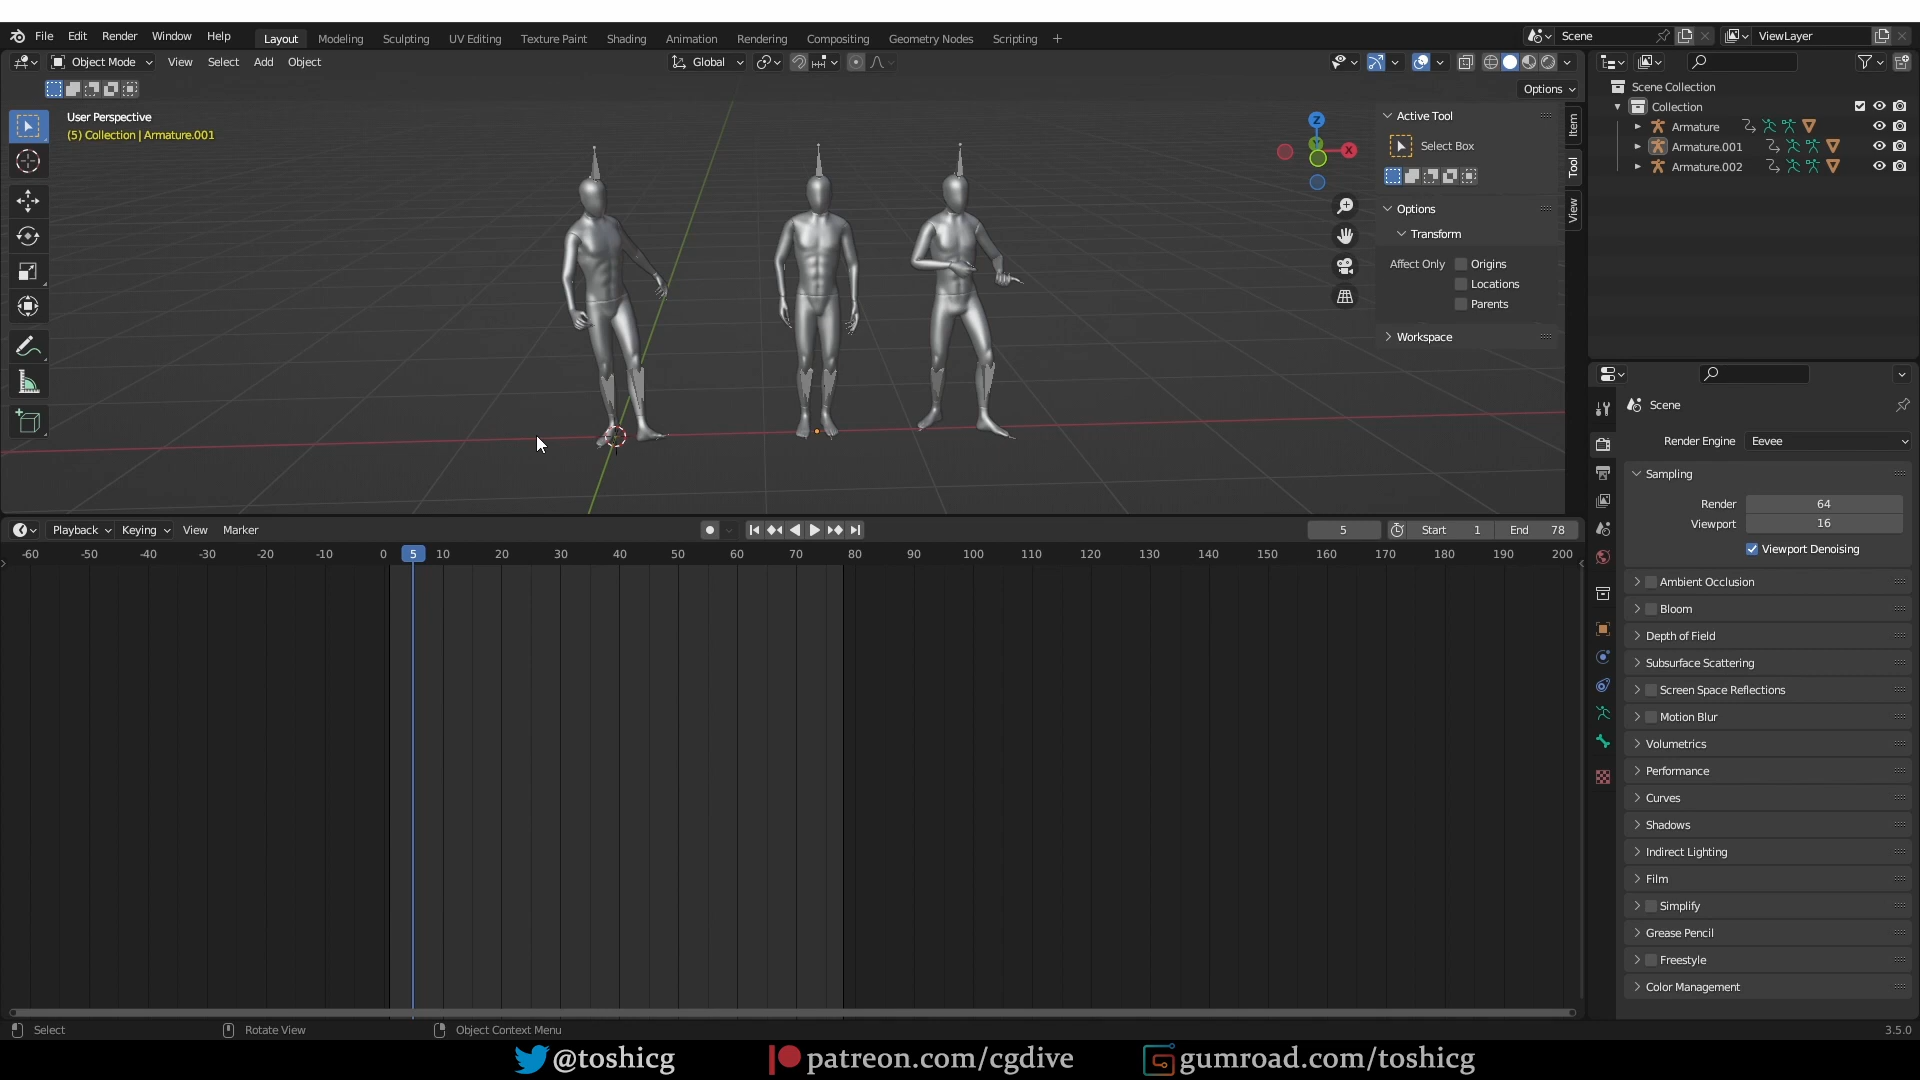 File Edit Render Window Help Layout Modeling Sculpting UV Editing Texture Paint Shading Animation Rendering Compositing Geometry Nodes Scripting + Scene ViewLayer
Object Mode View Select Add Object Global
Options
User Perspective
(5) Collection | Armature.001
Z
X
Active Tool
Select Box
Options
Transform
Affect Only Origins
Locations
Parents
Workspace
Item
Tool
View
Scene Collection
Collection
Armature
Armature.001
Armature.002
Scene
Render Engine Eevee
Sampling
Render 64
Viewport 16
Viewport Denoising
Ambient Occlusion
Bloom
Depth of Field
Subsurface Scattering
Screen Space Reflections
Motion Blur
Volumetrics
Performance
Curves
Shadows
Indirect Lighting
Film
Simplify
Grease Pencil
Freestyle
Color Management
Playback Keying View Marker 5 Start 1 End 78
-60 -50 -40 -30 -20 -10 0 5 10 20 30 40 50 60 70 80 90 100 110 120 130 140 150 160 170 180 190 200
Select Rotate View Object Context Menu 3.5.0
@toshicg patreon.com/cgdive gumroad.com/toshicg